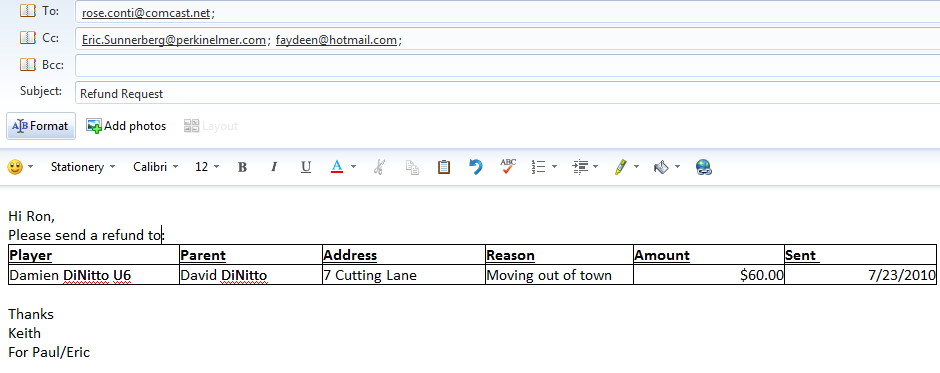 To: rose.conti@comcast.net;
Cc: Eric.Sunnerberg@perkinelmer.com; faydeen@hotmail.com;
Bcc:
Subject: Refund Request
AB Format Add photos Layout
Stationery Calibri 12 B I U A ABC
Hi Ron,
Please send a refund to:
Player Parent Address Reason Amount Sent
Damien DiNitto U6 David DiNitto 7 Cutting Lane Moving out of town $60.00 7/23/2010
Thanks
Keith
For Paul/Eric